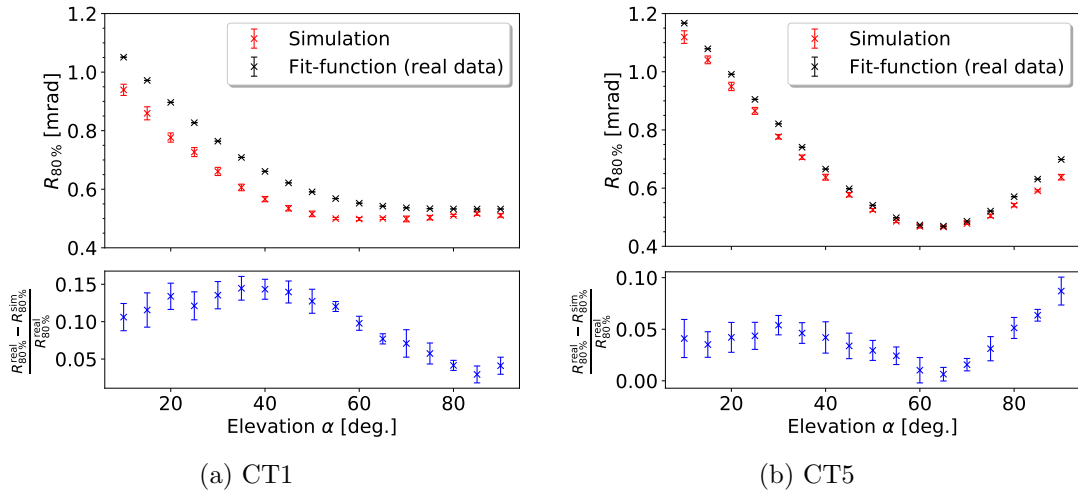 1.2
1.0
0.8
0.6
0.4
R80 % [mrad]
Simulation
Fit-function (real data)
0.15
0.10
0.05
R80 %^real − R80 %^sim
R80 %^real
20
40
60
80
Elevation α [deg.]
(a) CT1
1.2
1.0
0.8
0.6
0.4
R80 % [mrad]
Simulation
Fit-function (real data)
0.10
0.05
0.00
R80 %^real − R80 %^sim
R80 %^real
20
40
60
80
Elevation α [deg.]
(b) CT5